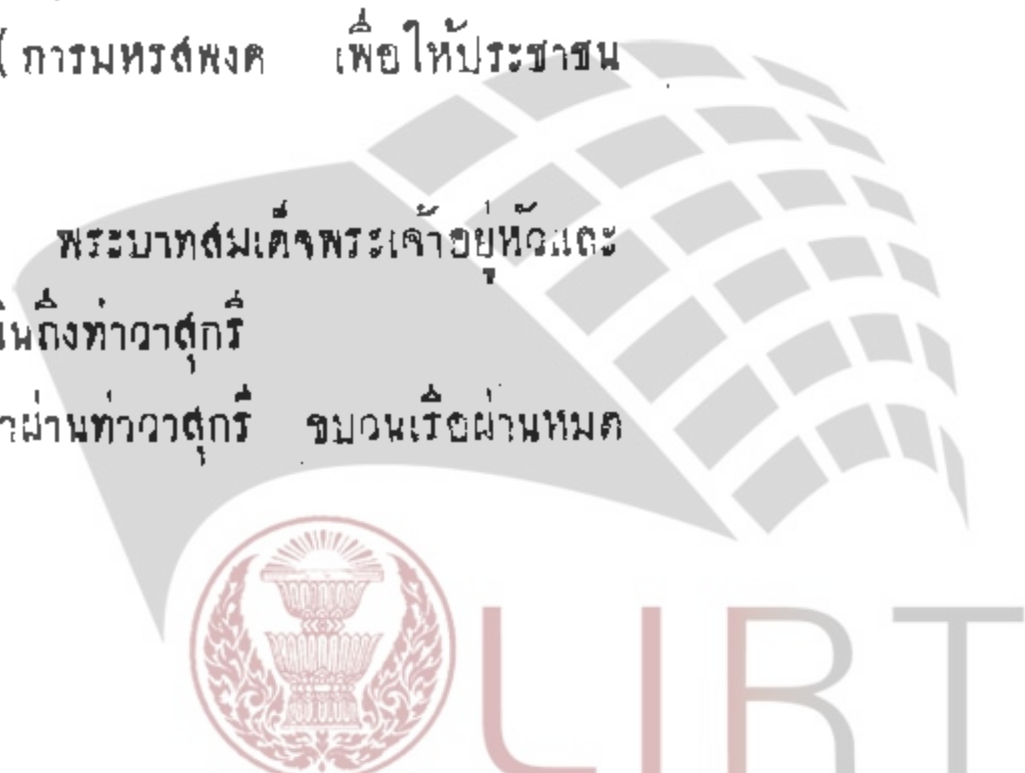 ( การมหรสพงด เพื่อให้ประชาชน
พระบาทสมเด็จพระเจ้าอยู่หัวและ
นถึงท่าวาสุกรี
ผ่านท่าวาสุกรี ขบวนเรือผ่านหมด
LIRT